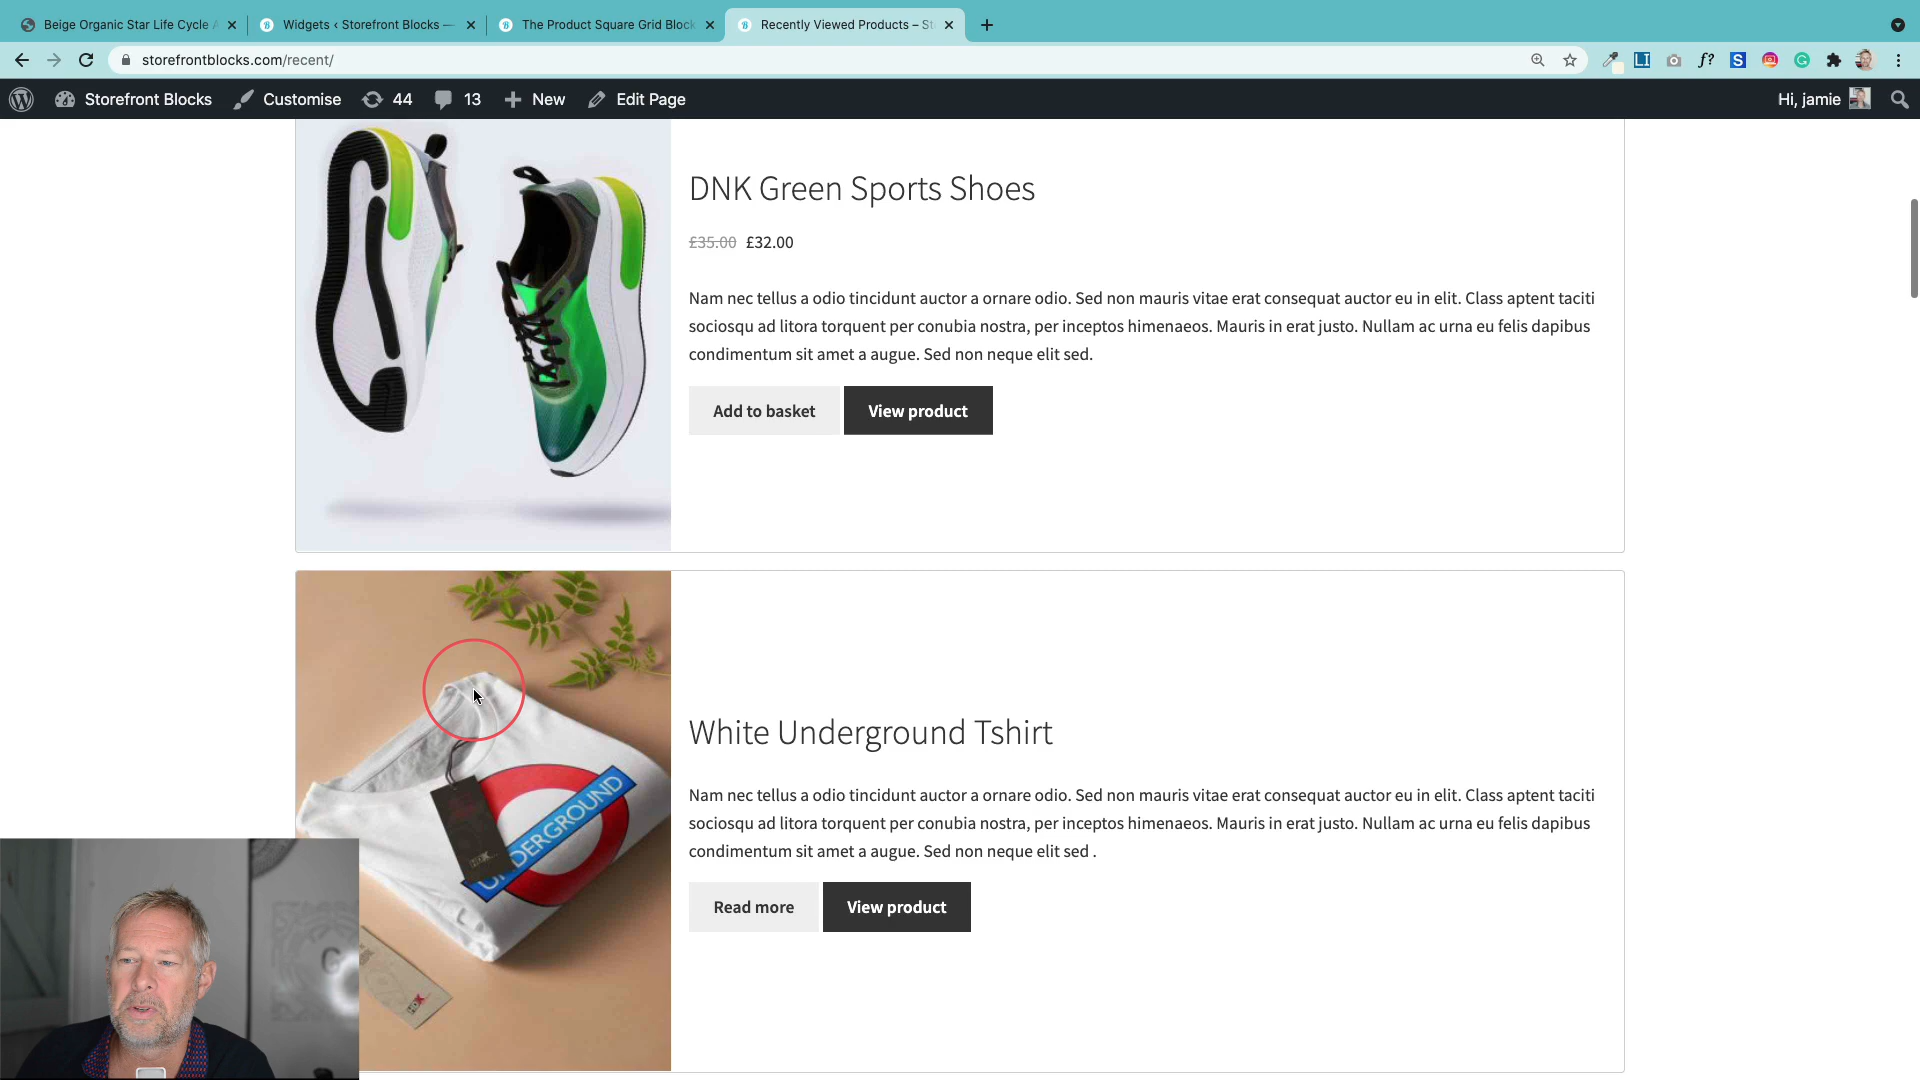 Beige Organic Star Life Cycle
Widgets ‹ Storefront Blocks —
The Product Square Grid Block
Recently Viewed Products – St
storefrontblocks.com/recent/
Storefront Blocks
Customise
44
13
New
Edit Page
Hi, jamie
DNK Green Sports Shoes
£35.00 £32.00
Nam nec tellus a odio tincidunt auctor a ornare odio. Sed non mauris vitae erat consequat auctor eu in elit. Class aptent taciti
sociosqu ad litora torquent per conubia nostra, per inceptos himenaeos. Mauris in erat justo. Nullam ac urna eu felis dapibus
condimentum sit amet a augue. Sed non neque elit sed.
Add to basket
View product
UNDERGROUND
White Underground Tshirt
Nam nec tellus a odio tincidunt auctor a ornare odio. Sed non mauris vitae erat consequat auctor eu in elit. Class aptent taciti
sociosqu ad litora torquent per conubia nostra, per inceptos himenaeos. Mauris in erat justo. Nullam ac urna eu felis dapibus
condimentum sit amet a augue. Sed non neque elit sed .
Read more
View product